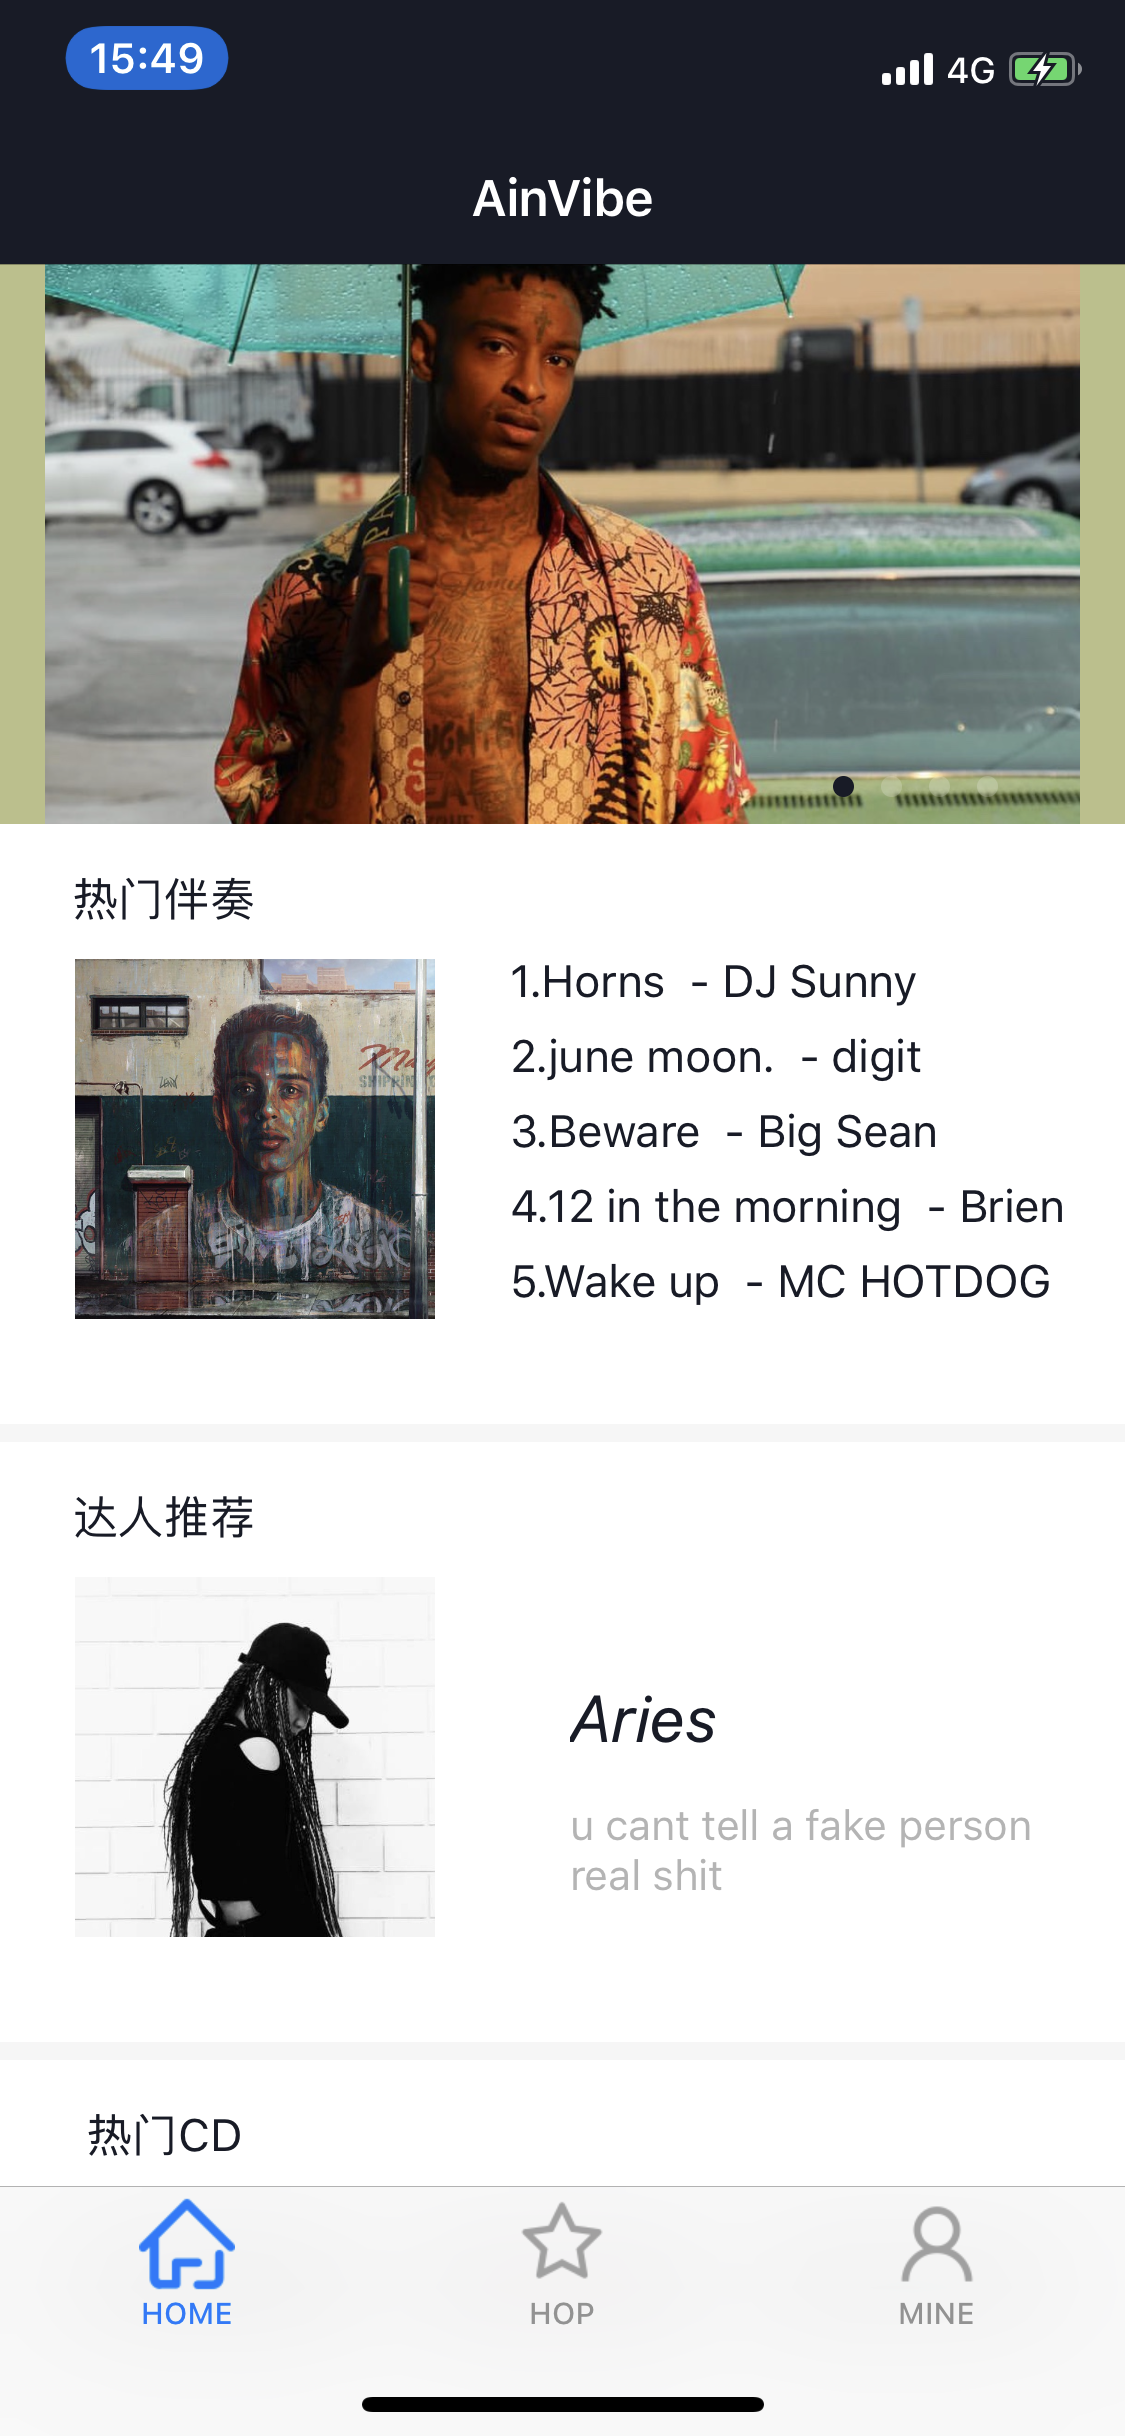 15:49
4G
AinVibe
热门伴奏
1.Horns  - DJ Sunny
2.june moon.  - digit
3.Beware  - Big Sean
4.12 in the morning  - Brien
5.Wake up  - MC HOTDOG
达人推荐
Aries
u cant tell a fake person
real shit
热门CD
HOME
HOP
MINE